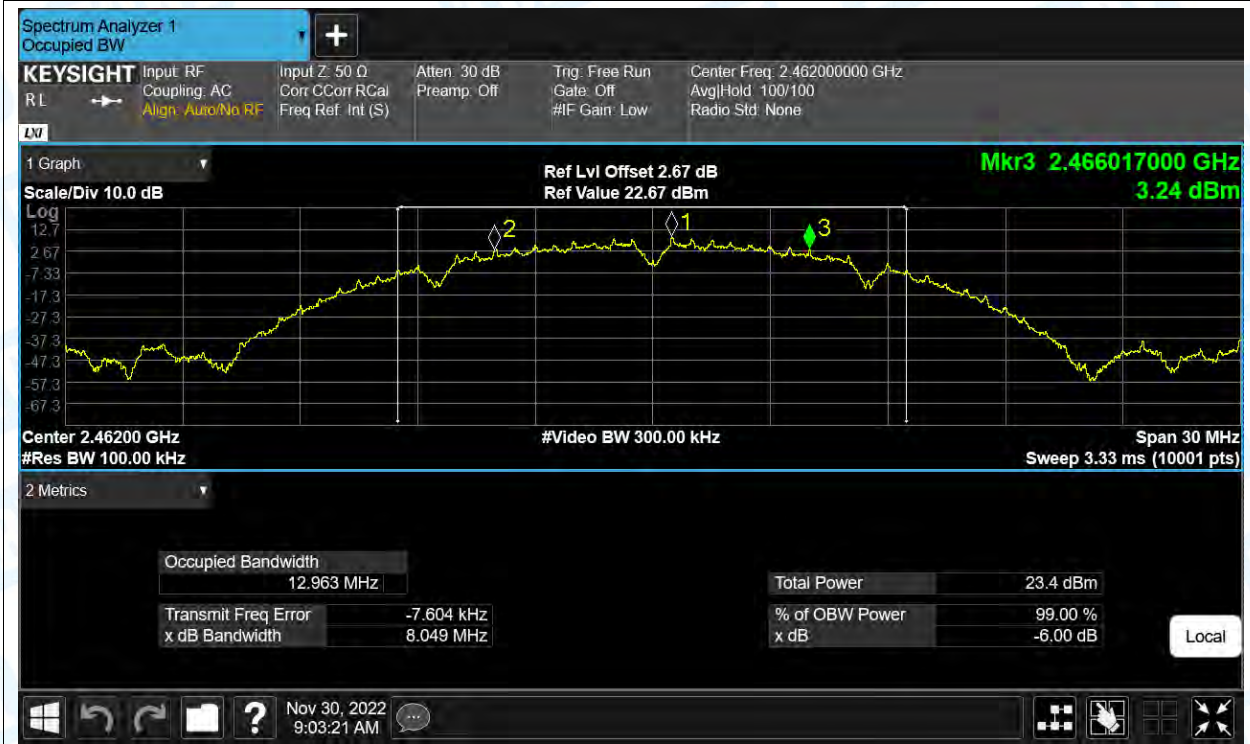 Spectrum Analyzer 1
Occupied BW
+
KEYSIGHT
R L
LXI
Input: RF
Coupling: AC
Align: Auto/No RF
Input Z: 50 Ω
Corr CCorr RCal
Freq Ref: Int (S)
Atten: 30 dB
Preamp: Off
Trig: Free Run
Gate: Off
#IF Gain: Low
Center Freq: 2.462000000 GHz
Avg|Hold: 100/100
Radio Std: None
1 Graph
Scale/Div 10.0 dB
Ref Lvl Offset 2.67 dB
Ref Value 22.67 dBm
Mkr3 2.466017000 GHz
3.24 dBm
Log
12.7
2.67
-7.33
-17.3
-27.3
-37.3
-47.3
-57.3
-67.3
2
1
3
Center 2.46200 GHz
#Video BW 300.00 kHz
Span 30 MHz
#Res BW 100.00 kHz
Sweep 3.33 ms (10001 pts)
2 Metrics
Occupied Bandwidth
12.963 MHz
Total Power 23.4 dBm
Transmit Freq Error -7.604 kHz
% of OBW Power 99.00 %
x dB Bandwidth 8.049 MHz
x dB -6.00 dB
Local
?
Nov 30, 2022
9:03:21 AM